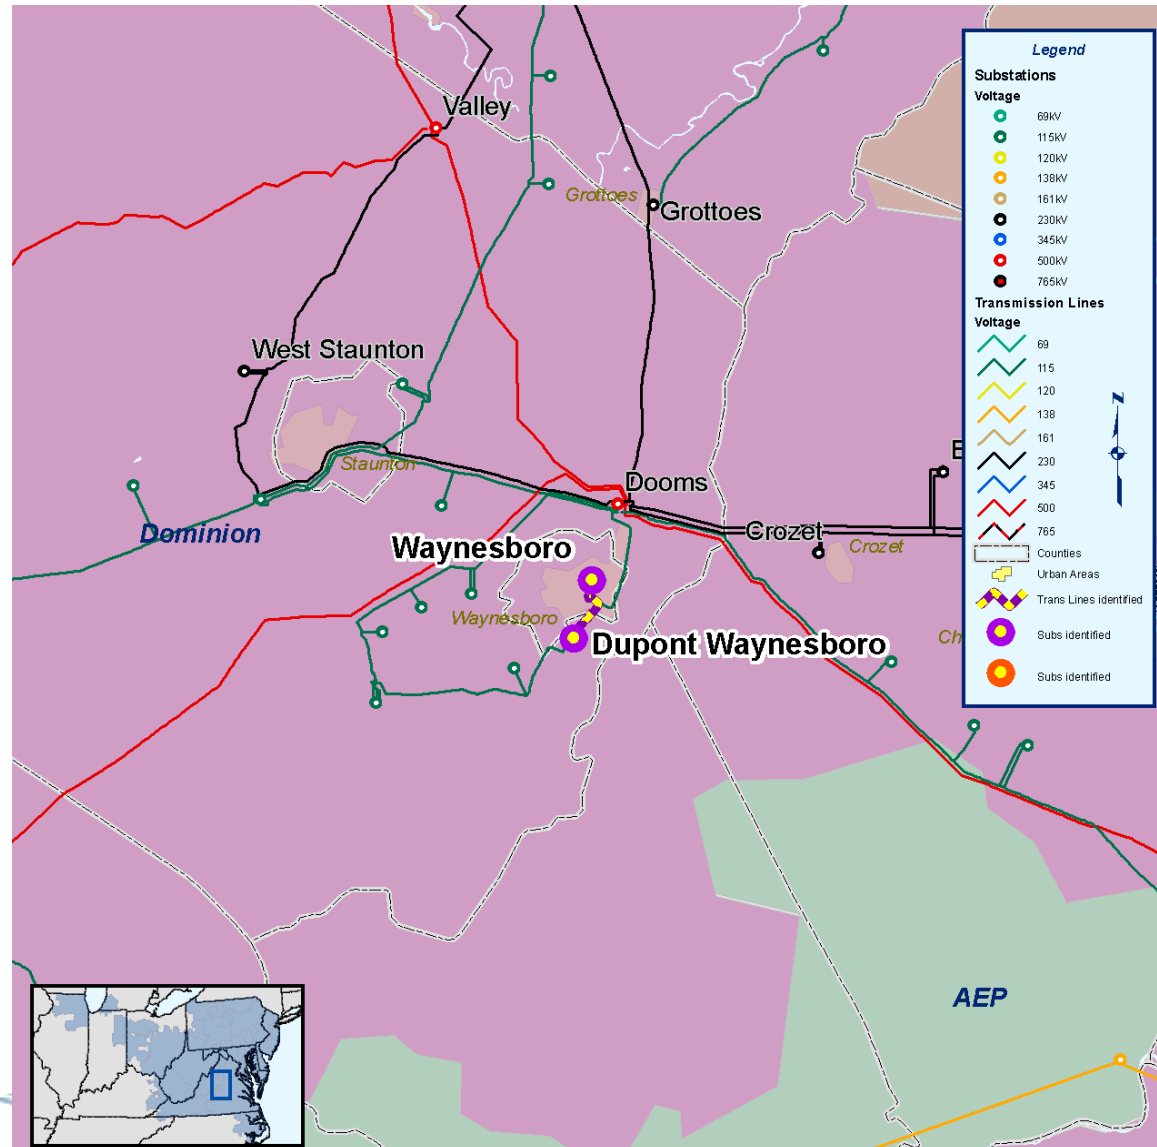 Valley
Grottoes
Grottoes
West Staunton
Staunton
Dooms
Dominion
Crozet
Crozet
Waynesboro
Waynesboro
Dupont Waynesboro
AEP
Legend
Substations
Voltage
69kV
115kV
120kV
138kV
161kV
230kV
345kV
500kV
765kV
Transmission Lines
Voltage
69
115
120
138
161
230
345
500
765
Counties
Urban Areas
Trans Lines identified
Subs identified
Subs identified
N
Ch